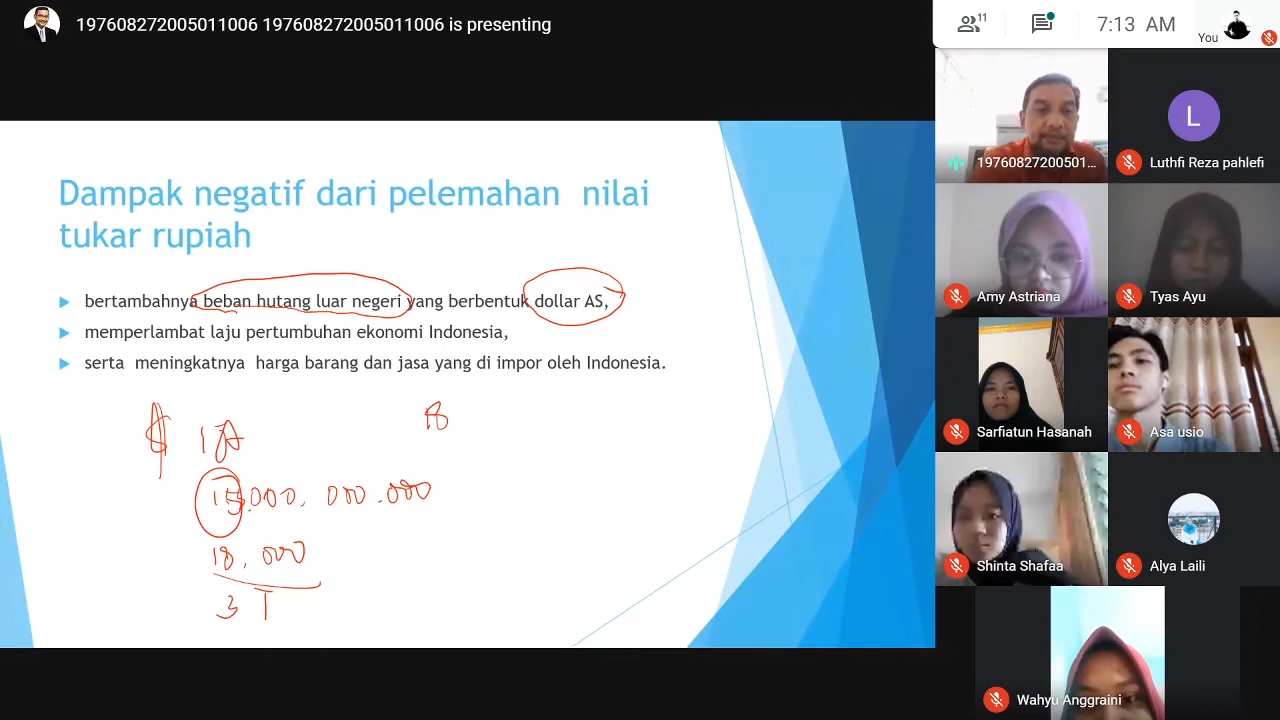 197608272005011006 197608272005011006 is presenting
11
7:13 AM
You
Dampak negatif dari pelemahan nilai
tukar rupiah
bertambahnya beban hutang luar negeri yang berbentuk dollar AS,
memperlambat laju pertumbuhan ekonomi Indonesia,
serta meningkatnya harga barang dan jasa yang di impor oleh Indonesia.
$
18
15.000.000.000
18.000
3 T
19760827200501...
L
Luthfi Reza pahlefi
Amy Astriana
Tyas Ayu
Sarfiatun Hasanah
Asa usio
Shinta Shafaa
Alya Laili
Wahyu Anggraini